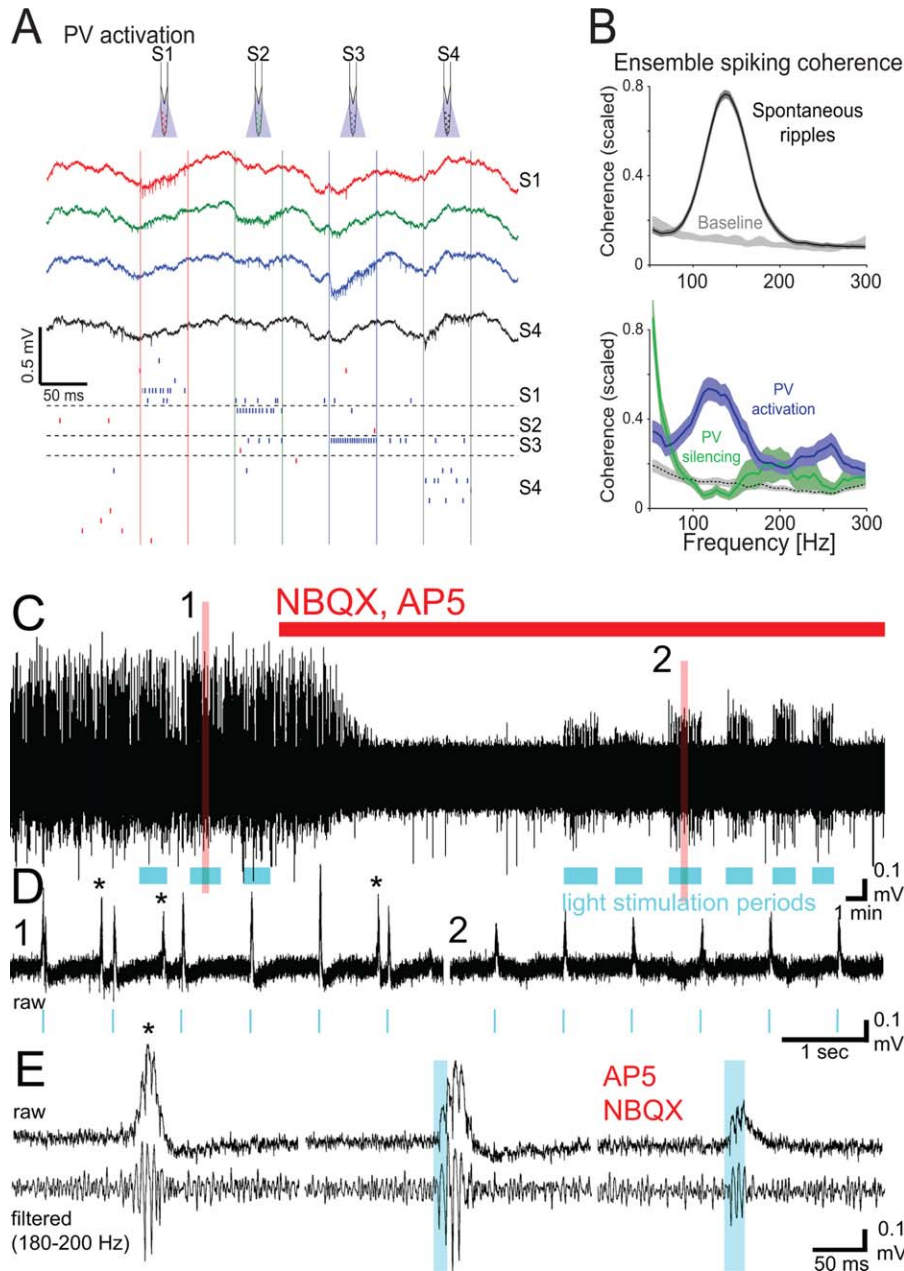 A
PV activation
S1 S2 S3 S4
S1
S4
0.5 mV
50 ms
S1
S2
S3
S4
B
Ensemble spiking coherence
Coherence (scaled)
0.8
0.4
0
Spontaneous
ripples
Baseline
100 200 300
Coherence (scaled)
0.8
0.4
0
PV
activation
PV
silencing
100 200 300
Frequency [Hz]
C
1
NBQX, AP5
2
0.1
mV
1 min
light stimulation periods
D
1
* * *
2
raw
0.1
mV
1 sec
E
*
raw
AP5
NBQX
filtered
(180-200 Hz)
0.1
mV
50 ms